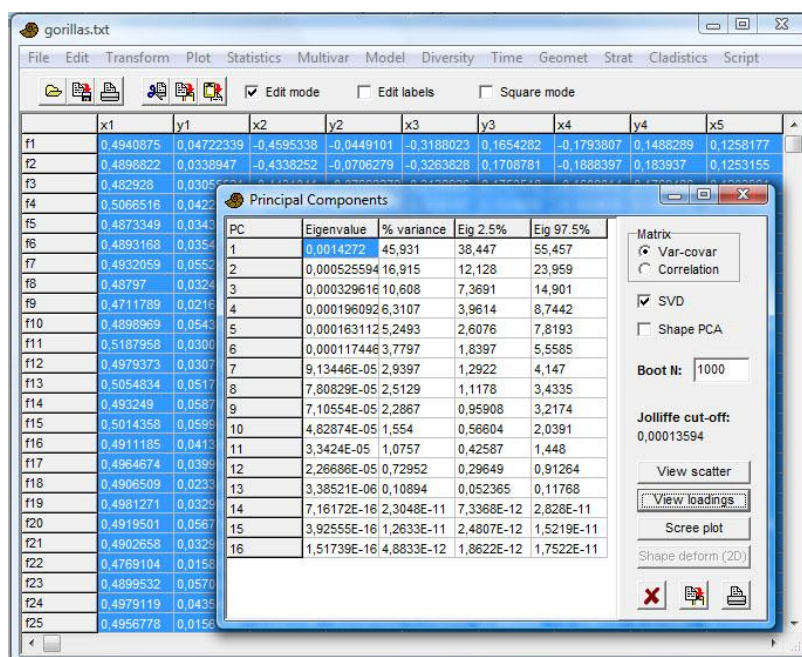 gorillas.txt
File Edit Transform Plot Statistics Multivar Model Diversity Time Geomet Strat Cladistics Script
Edit mode Edit labels Square mode
x1 y1 x2 y2 x3 y3 x4 y4 x5
f1 0,4940875 0,04722339 -0,4595338 -0,0449101 -0,3188023 0,1654282 -0,1793807 0,1488289 0,1258177
f2 0,4898822 0,0338947 -0,4338252 -0,0706279 -0,3263828 0,1708781 -0,1888397 0,183937 0,1253155
f3 0,482928
f4 0,5066516
f5 0,4873349
f6 0,4893168
f7 0,4932059
f8 0,48797
f9 0,4711789
f10 0,4898969
f11 0,5187958
f12 0,4979373
f13 0,5054834
f14 0,493249
f15 0,5014358
f16 0,4911185
f17 0,4964674
f18 0,4906509
f19 0,4981271
f20 0,4919501
f21 0,4902658
f22 0,4769104
f23 0,4899532
f24 0,4979119
f25 0,4956778
Principal Components
PC Eigenvalue % variance Eig 2.5% Eig 97.5%
1 0,0014272 45,931 38,447 55,457
2 0,000525594 16,915 12,128 23,959
3 0,000329616 10,608 7,3691 14,901
4 0,000196092 6,3107 3,9614 8,7442
5 0,000163112 5,2493 2,6076 7,8193
6 0,000117446 3,7797 1,8397 5,5585
7 9,13446E-05 2,9397 1,2922 4,147
8 7,80829E-05 2,5129 1,1178 3,4335
9 7,10554E-05 2,2867 0,95908 3,2174
10 4,82874E-05 1,554 0,56604 2,0391
11 3,3424E-05 1,0757 0,42587 1,448
12 2,26686E-05 0,72952 0,29649 0,91264
13 3,38521E-06 0,10894 0,052365 0,11768
14 7,16172E-16 2,3048E-11 7,3368E-12 2,828E-11
15 3,92555E-16 1,2633E-11 2,4807E-12 1,5219E-11
16 1,51739E-16 4,8833E-12 1,8622E-12 1,7522E-11
Matrix
Var-covar
Correlation
SVD
Shape PCA
Boot N: 1000
Jolliffe cut-off:
0,00013594
View scatter
View loadings
Scree plot
Shape deform (2D)